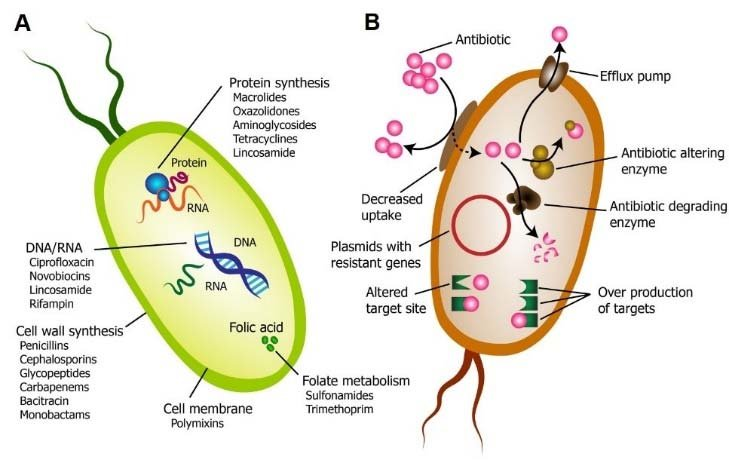 A
Protein synthesis
Macrolides
Oxazolidones
Aminoglycosides
Tetracyclines
Lincosamide
Protein
RNA
DNA/RNA
Ciprofloxacin
Novobiocins
Lincosamide
Rifampin
DNA
RNA
Cell wall synthesis
Penicillins
Cephalosporins
Glycopeptides
Carbapenems
Bacitracin
Monobactams
Folic acid
Folate metabolism
Sulfonamides
Trimethoprim
Cell membrane
Polymixins
B
Antibiotic
Efflux pump
Antibiotic altering
enzyme
Decreased
uptake
Antibiotic degrading
enzyme
Plasmids with
resistant genes
Altered
target site
Over production
of targets